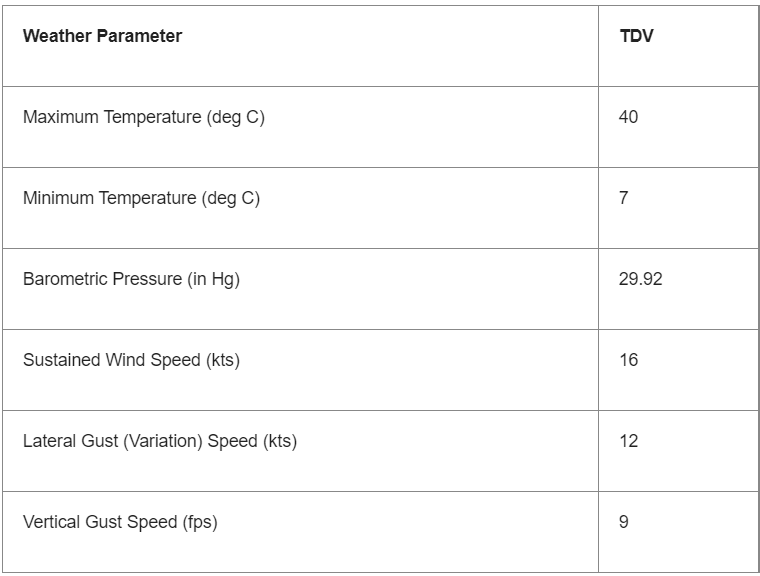 Weather Parameter TDV
Maximum Temperature (deg C) 40
Minimum Temperature (deg C) 7
Barometric Pressure (in Hg) 29.92
Sustained Wind Speed (kts) 16
Lateral Gust (Variation) Speed (kts) 12
Vertical Gust Speed (fps) 9